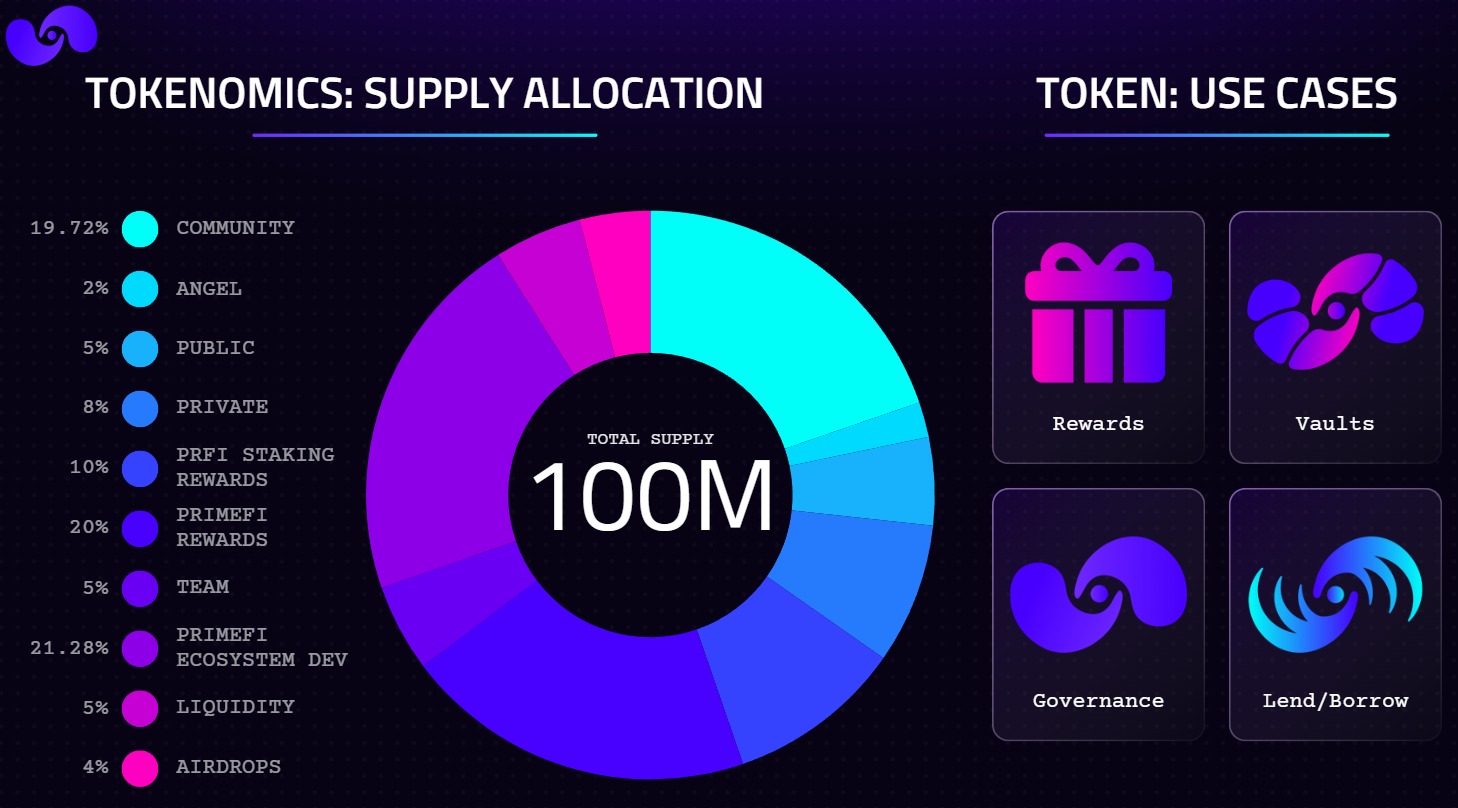 TOKENOMICS: SUPPLY ALLOCATION
19.72% COMMUNITY
2% ANGEL
5% PUBLIC
8% PRIVATE
10% PRFI STAKING
REWARDS
20% PRIMEFI
REWARDS
5% TEAM
21.28% PRIMEFI
ECOSYSTEM DEV
5% LIQUIDITY
4% AIRDROPS
TOTAL SUPPLY
100M
TOKEN: USE CASES
Rewards
Vaults
Governance
Lend/Borrow